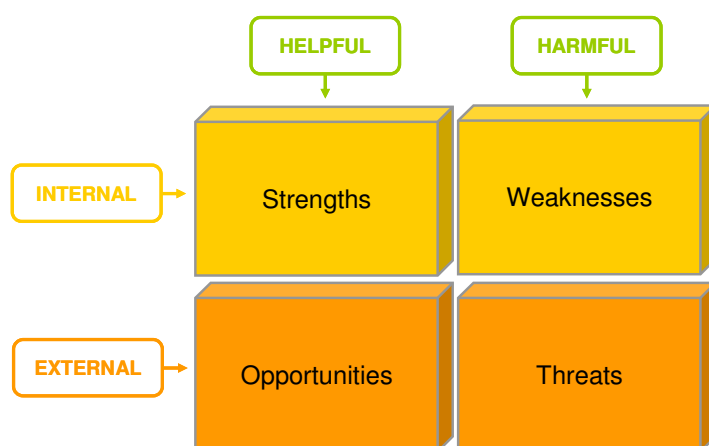 HELPFUL
HARMFUL
INTERNAL
Strengths
Weaknesses
EXTERNAL
Opportunities
Threats